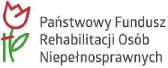 Państwowy Fundusz
Rehabilitacji Osób
Niepełnosprawnych